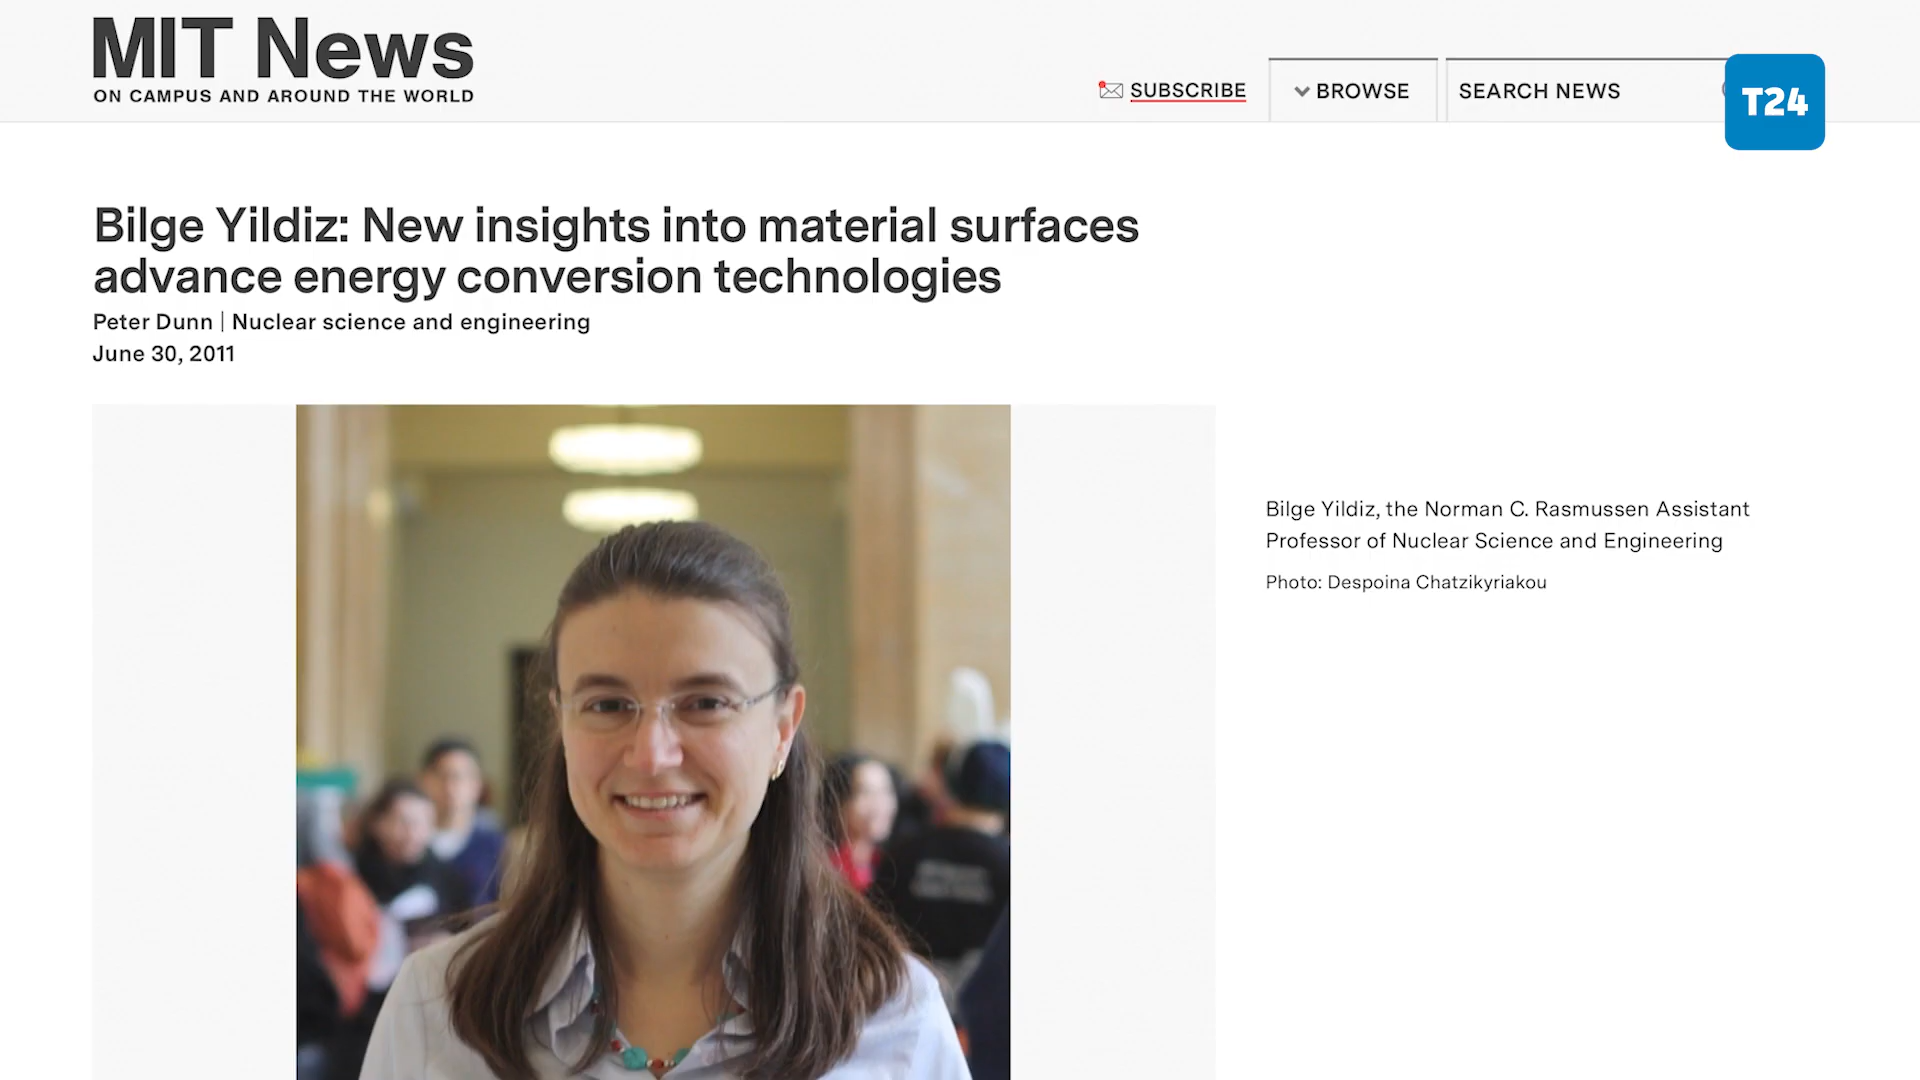 MIT News
ON CAMPUS AND AROUND THE WORLD
SUBSCRIBE
BROWSE
SEARCH NEWS
T24
Bilge Yildiz: New insights into material surfaces
advance energy conversion technologies
Peter Dunn | Nuclear science and engineering
June 30, 2011
Bilge Yildiz, the Norman C. Rasmussen Assistant
Professor of Nuclear Science and Engineering
Photo: Despoina Chatzikyriakou